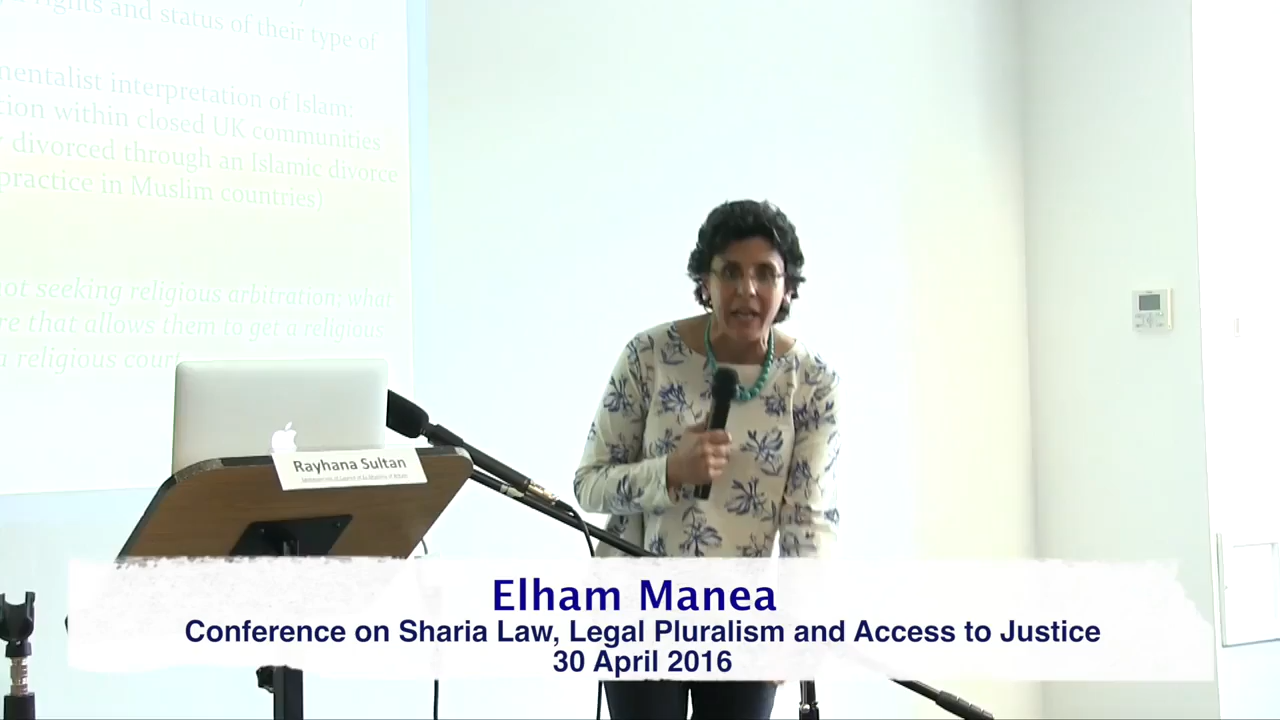 rights and status of their type of
mentalist interpretation of Islam:
tion within closed UK communities
divorced through an Islamic divorce
practice in Muslim countries)
not seeking religious arbitration; what
re that allows them to get a religious
a religious court
Rayhana Sultan
Elham Manea
Conference on Sharia Law, Legal Pluralism and Access to Justice
30 April 2016